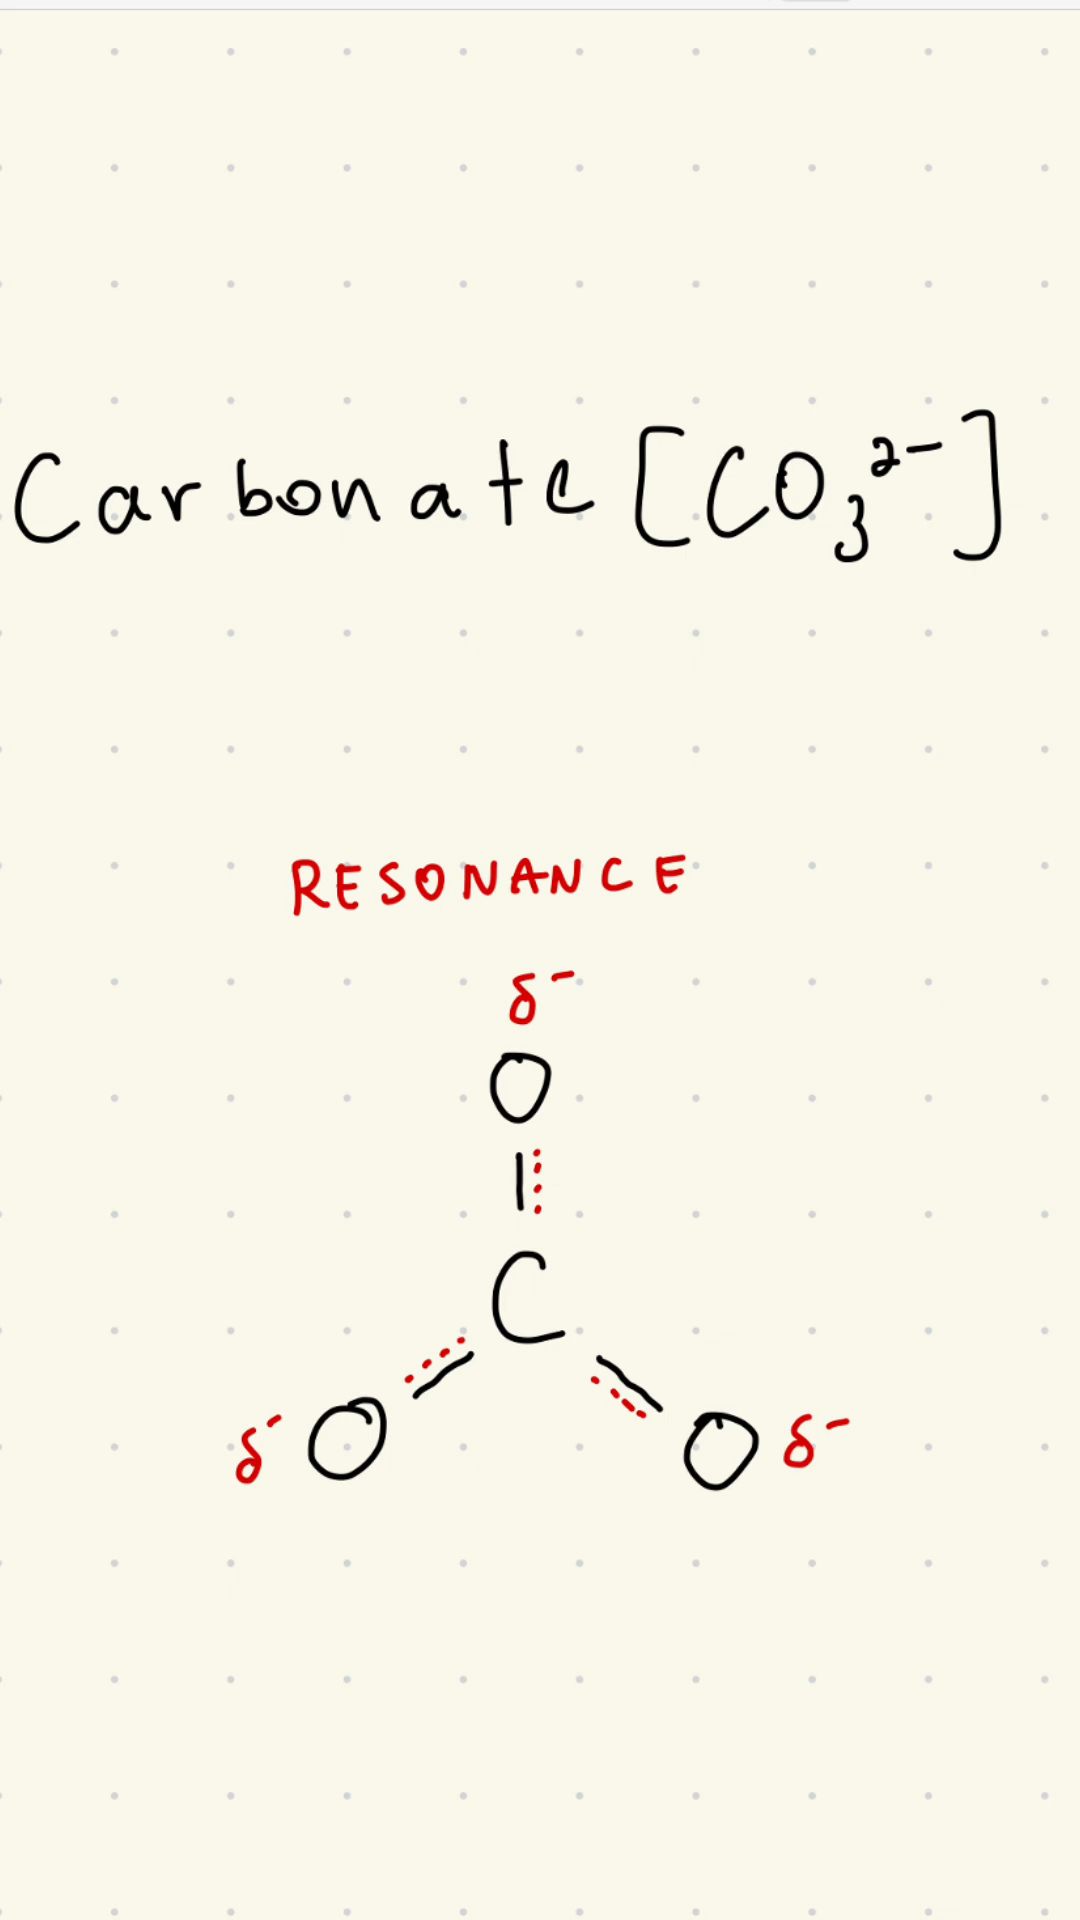 Carbonate [CO₃²⁻]
RESONANCE
δ⁻
O
C
δ⁻ O O δ⁻